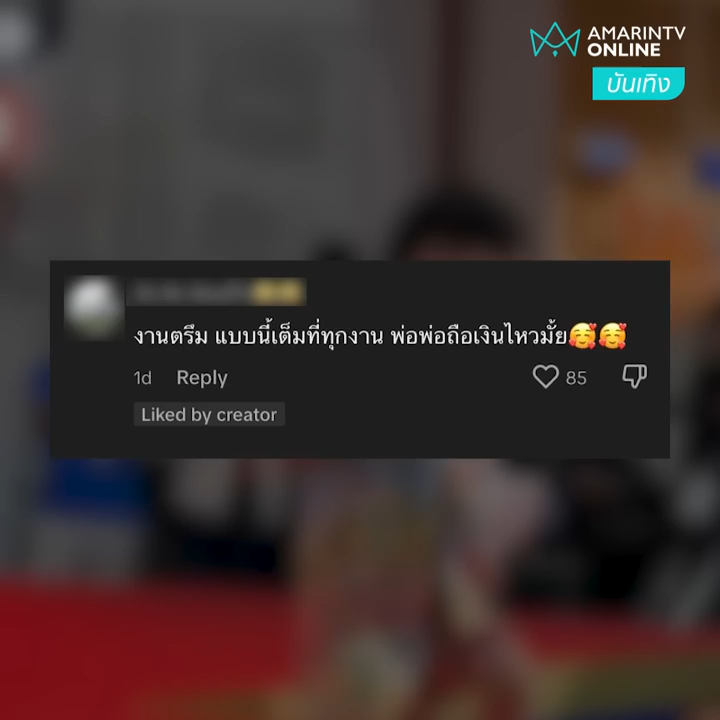 AMARINTV
ONLINE
บันเทิง
งานตรึม แบบนี้เต็มที่ทุกงาน พ่อพ่อถือเงินไหวมั้ย🥰🥰
1d Reply 85
Liked by creator